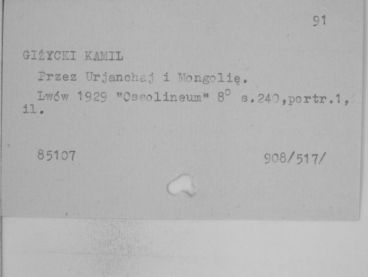 91
GIŻYCKI KAMIL
Przez Urjanchaj i Mongolię.
Lwów 1929 "Ossolineum" 8° s.240,portr.1,
il.
85107 908/517/